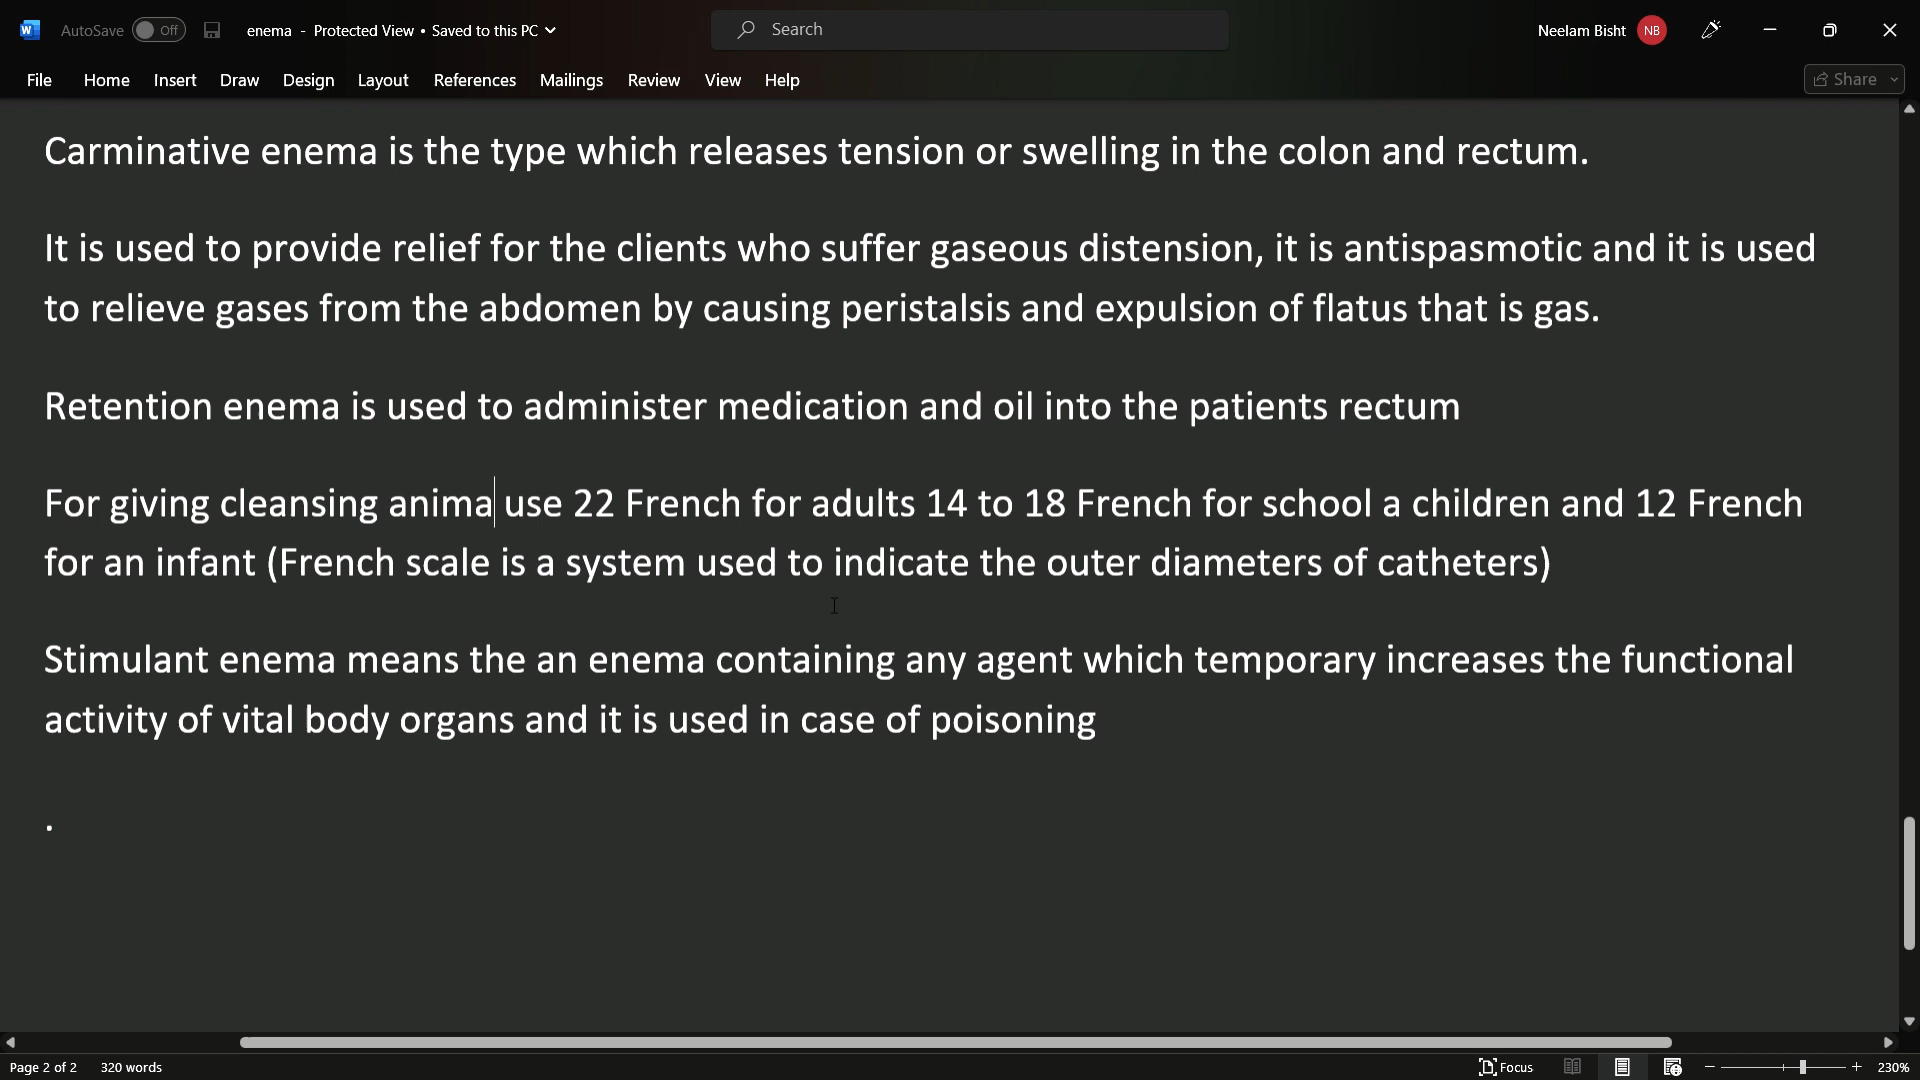 AutoSave Off enema - Protected View • Saved to this PC Search Neelam Bisht NB
File Home Insert Draw Design Layout References Mailings Review View Help Share
Carminative enema is the type which releases tension or swelling in the colon and rectum.
It is used to provide relief for the clients who suffer gaseous distension, it is antispasmotic and it is used
to relieve gases from the abdomen by causing peristalsis and expulsion of flatus that is gas.
Retention enema is used to administer medication and oil into the patients rectum
For giving cleansing anima use 22 French for adults 14 to 18 French for school a children and 12 French
for an infant (French scale is a system used to indicate the outer diameters of catheters)
Stimulant enema means the an enema containing any agent which temporary increases the functional
activity of vital body organs and it is used in case of poisoning
.
Page 2 of 2 320 words Focus 230%